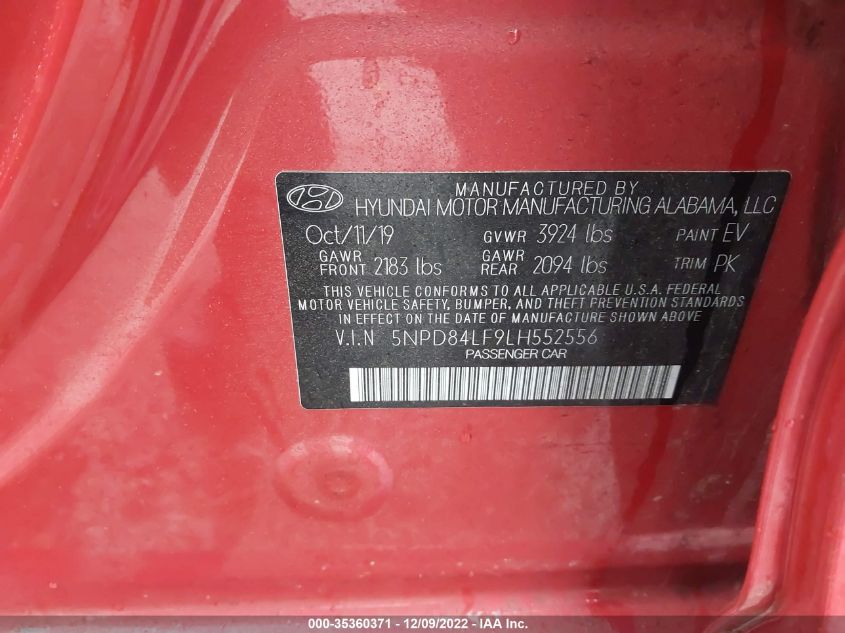 MANUFACTURED BY
HYUNDAI MOTOR MANUFACTURING ALABAMA, LLC
Oct/11/19 GVWR 3924 lbs PAINT EV
GAWR FRONT 2183 lbs GAWR REAR 2094 lbs TRIM PK
THIS VEHICLE CONFORMS TO ALL APPLICABLE U.S.A. FEDERAL
MOTOR VEHICLE SAFETY, BUMPER, AND THEFT PREVENTION STANDARDS
IN EFFECT ON THE DATE OF MANUFACTURE SHOWN ABOVE.
V.I.N 5NPD84LF9LH552556
PASSENGER CAR
000-35360371 - 12/09/2022 - IAA Inc.